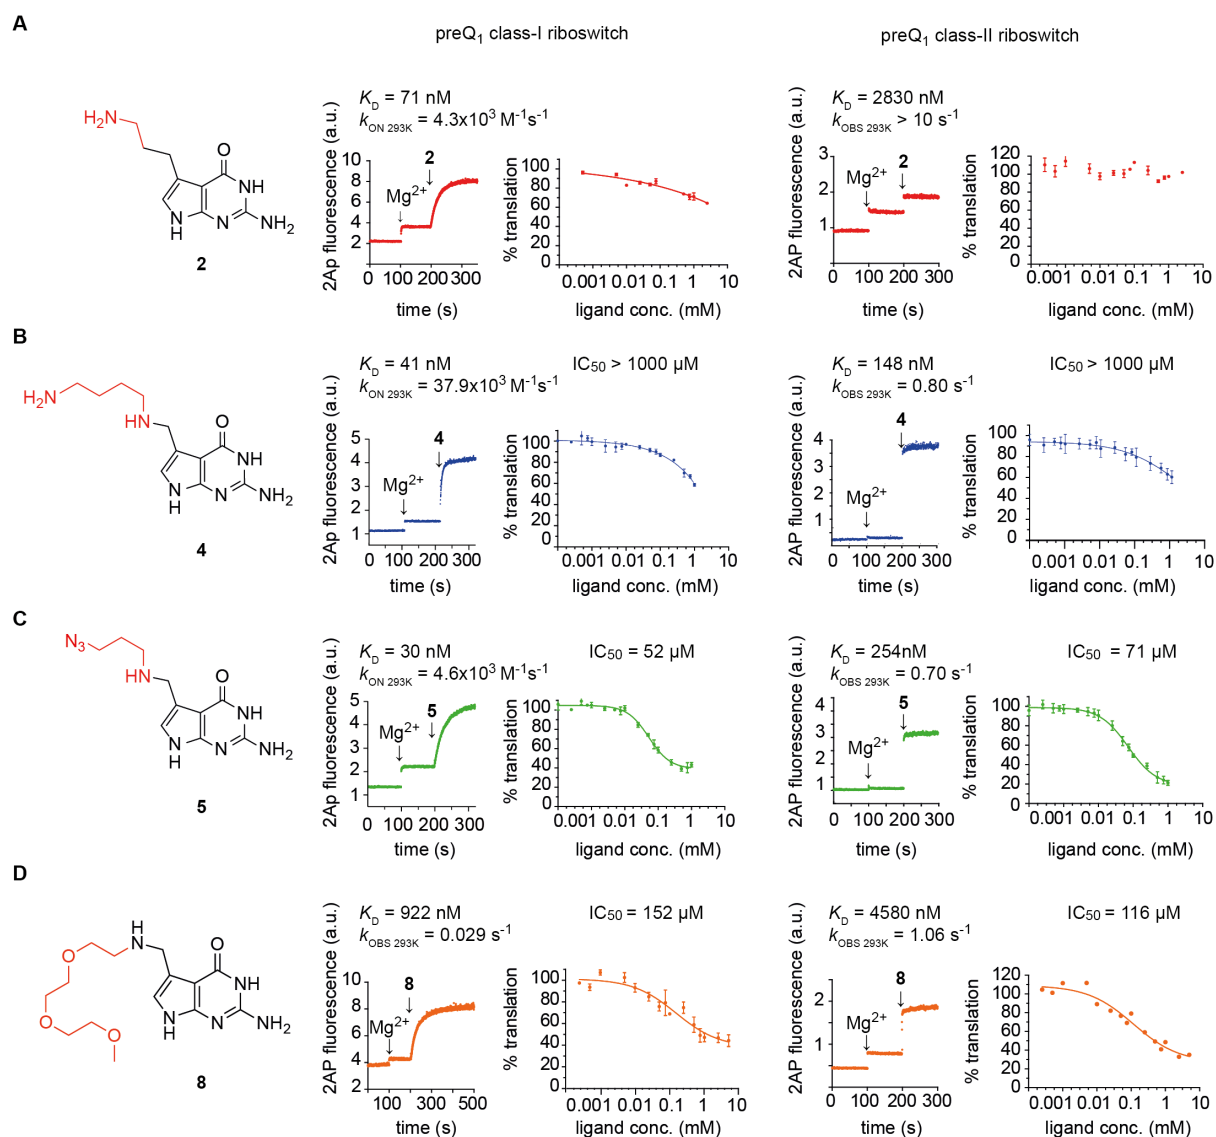 A
preQ1 class-I riboswitch
preQ1 class-II riboswitch
H2N
O
NH
N
H
N
NH2
2
KD = 71 nM
kON 293K = 4.3x10³ M⁻¹s⁻¹
2Ap fluorescence (a.u.)
10
8
6
4
2
Mg2+
2
0 100 200 300
time (s)
% translation
100
80
60
40
20
0
0.001 0.01 0.1 1 10
ligand conc. (mM)
KD = 2830 nM
kOBS 293K > 10 s⁻¹
2AP fluorescence (a.u.)
3
2
1
Mg2+
2
0 100 200 300
time (s)
% translation
120
100
80
60
40
20
0
0.001 0.01 0.1 1 10
ligand conc. (mM)
B
H2N
HN
O
NH
N
H
N
NH2
4
KD = 41 nM
kON 293K = 37.9x10³ M⁻¹s⁻¹
2Ap fluorescence (a.u.)
5
4
3
2
1
Mg2+
4
0 100 200 300
time (s)
IC50 > 1000 µM
% translation
100
80
60
40
20
0
0.001 0.01 0.1 1 10
ligand conc. (mM)
KD = 148 nM
kOBS 293K = 0.80 s⁻¹
2AP fluorescence (a.u.)
4
3
2
1
Mg2+
4
0 100 200 300
time (s)
IC50 > 1000 µM
% translation
100
80
60
40
20
0
0.001 0.01 0.1 1 10
ligand conc. (mM)
C
N3
HN
O
NH
N
H
N
NH2
5
KD = 30 nM
kON 293K = 4.6x10³ M⁻¹s⁻¹
2Ap fluorescence (a.u.)
5
4
3
2
1
Mg2+
5
0 100 200 300
time (s)
IC50 = 52 µM
% translation
100
80
60
40
20
0
0.001 0.01 0.1 1 10
ligand conc. (mM)
KD = 254nM
kOBS 293K = 0.70 s⁻¹
2AP fluorescence (a.u.)
4
3
2
1
Mg2+
5
0 100 200 300
time (s)
IC50 = 71 µM
% translation
100
80
60
40
20
0
0.001 0.01 0.1 1 10
ligand conc. (mM)
D
H
N
O
O
O
O
NH
N
H
N
NH2
8
KD = 922 nM
kOBS 293K = 0.029 s⁻¹
2AP fluorescence (a.u.)
10
8
6
4
2
Mg2+
8
0 100 300 500
time (s)
IC50 = 152 µM
% translation
100
80
60
40
20
0
0.001 0.01 0.1 1 10
ligand conc. (mM)
KD = 4580 nM
kOBS 293K = 1.06 s⁻¹
2AP fluorescence (a.u.)
2
1
Mg2+
8
0 100 200 300
time (s)
IC50 = 116 µM
% translation
120
100
80
60
40
20
0
0.001 0.01 0.1 1 10
ligand conc. (mM)